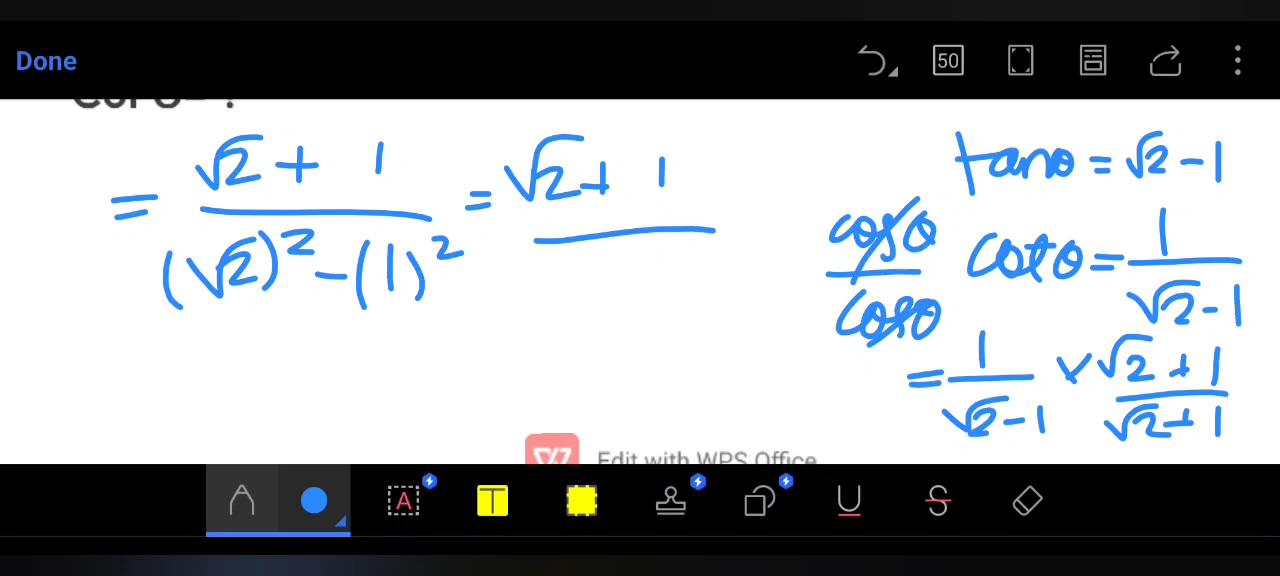 Done
50
Cot θ= ?
= (√2 + 1)/((√2)² - (1)²) = √2 + 1
tanθ = √2 - 1
cosθ/cosθ cotθ = 1/(√2 - 1)
= 1/(√2 - 1) × (√2 + 1)/(√2 + 1)
Edit with WPS Office
A T U S